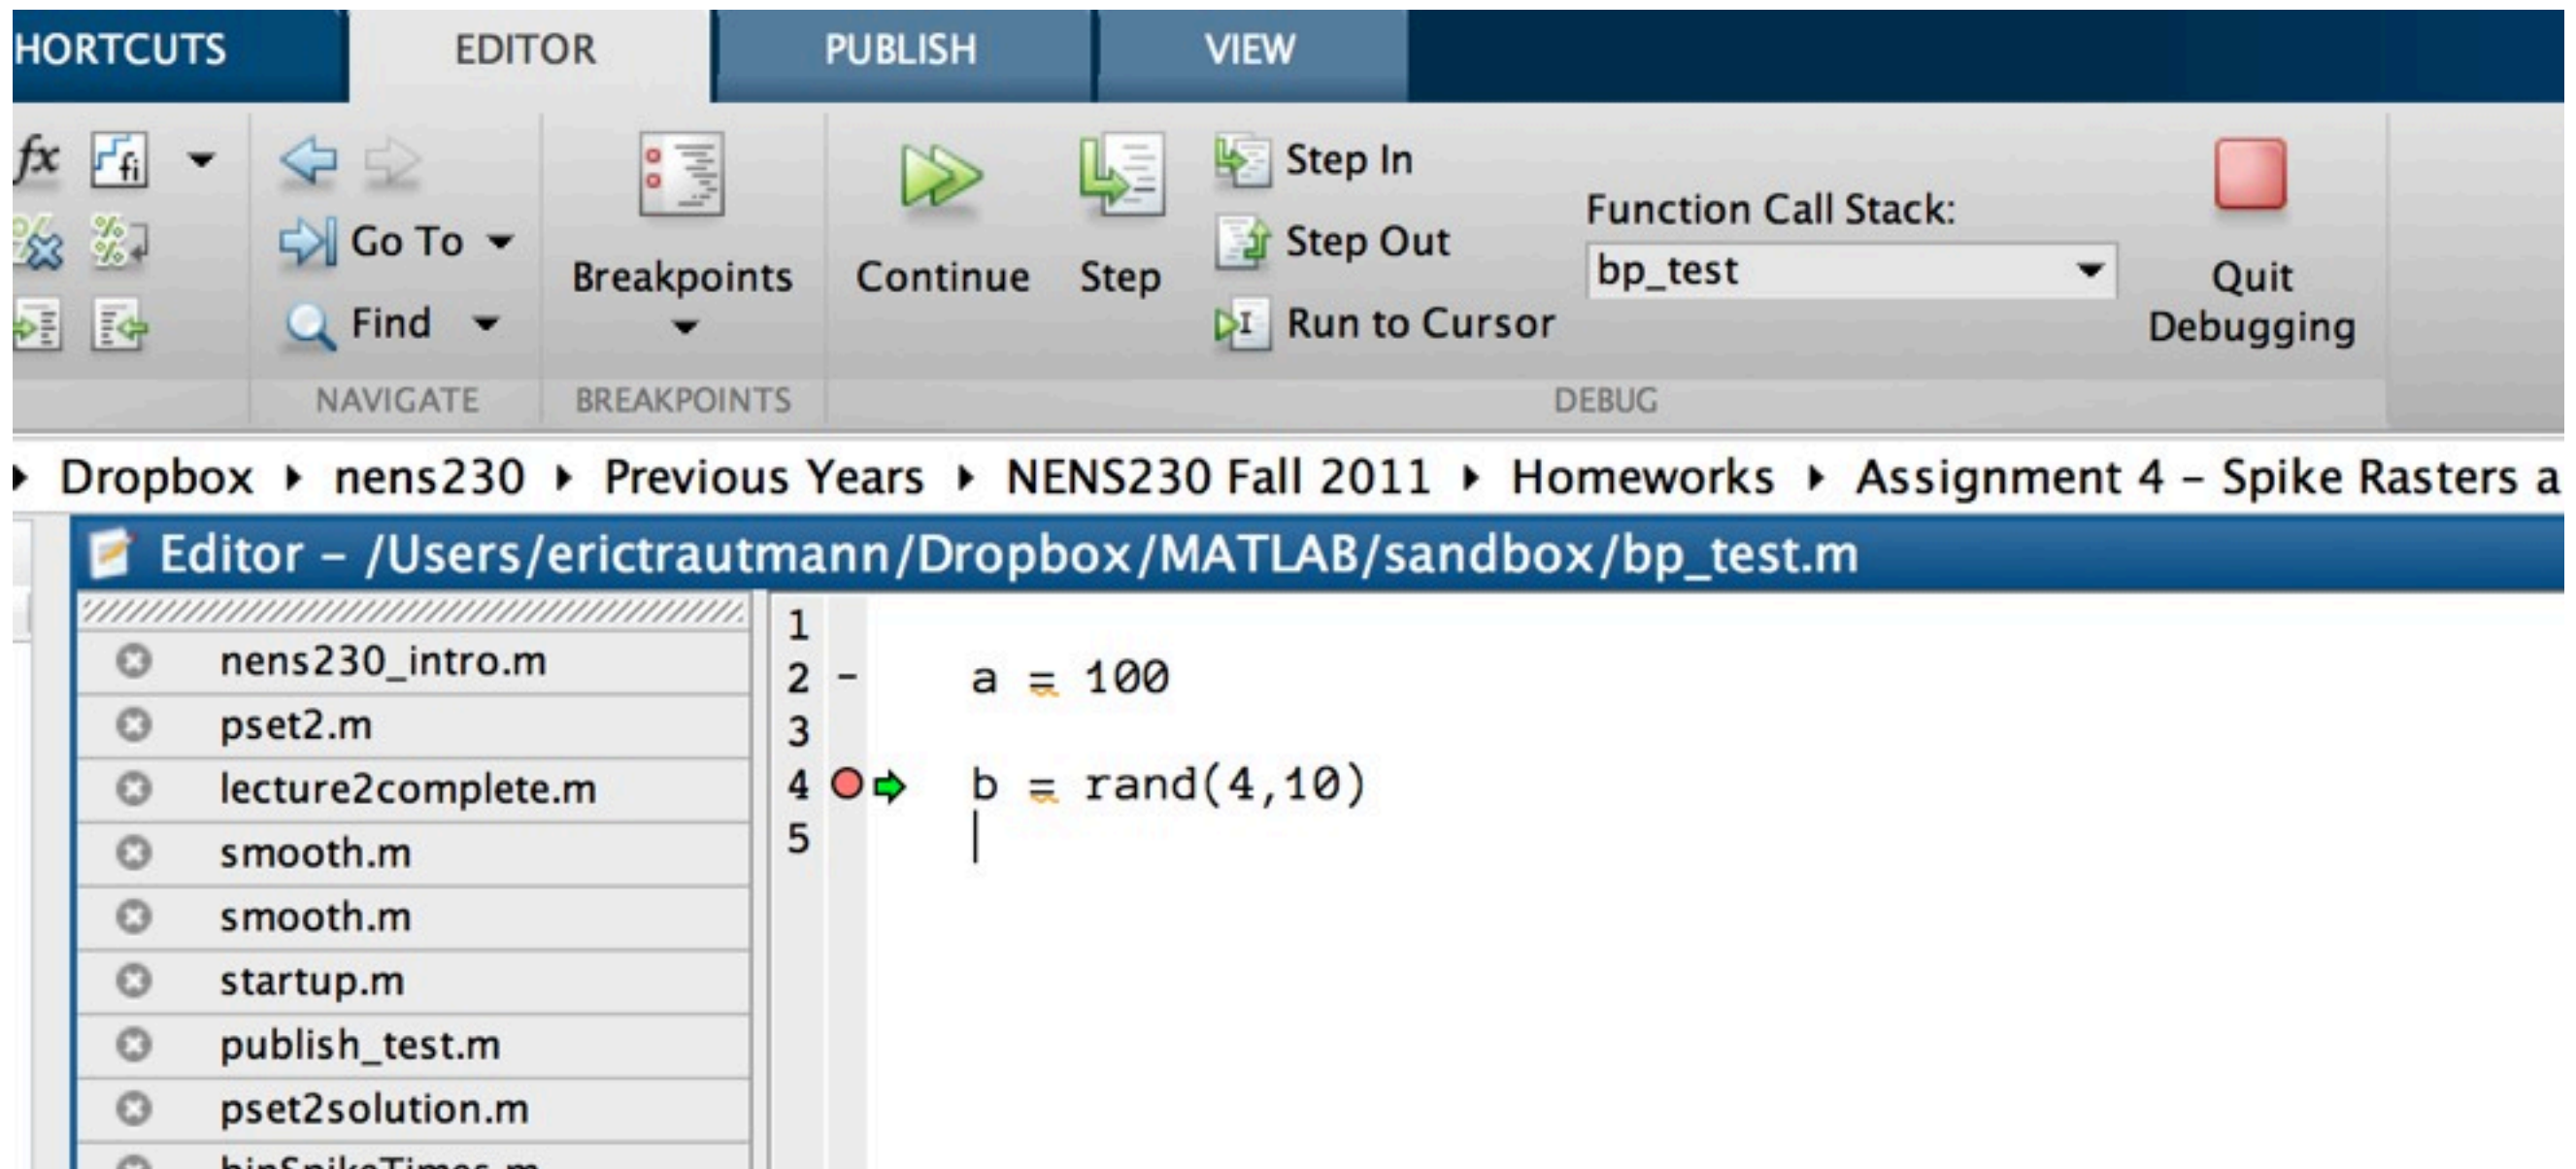 HORTCUTS EDITOR PUBLISH VIEW
fx fi
Go To
Find
NAVIGATE
Breakpoints
BREAKPOINTS
Continue
Step
Step In
Step Out
Run to Cursor
Function Call Stack:
bp_test
Quit
Debugging
DEBUG
Dropbox nens230 Previous Years NENS230 Fall 2011 Homeworks Assignment 4 – Spike Rasters a
Editor – /Users/erictrautmann/Dropbox/MATLAB/sandbox/bp_test.m
nens230_intro.m
pset2.m
lecture2complete.m
smooth.m
smooth.m
startup.m
publish_test.m
pset2solution.m
1
2 – a = 100
3
4 b = rand(4,10)
5